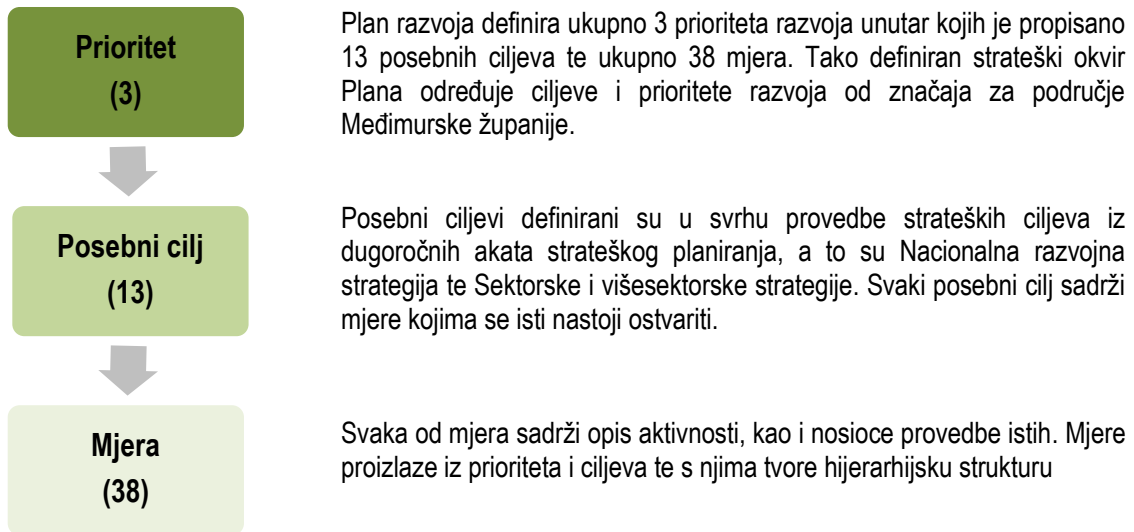 Prioritet
(3)
Plan razvoja definira ukupno 3 prioriteta razvoja unutar kojih je propisano
13 posebnih ciljeva te ukupno 38 mjera. Tako definiran strateški okvir
Plana određuje ciljeve i prioritete razvoja od značaja za područje
Međimurske županije.
Posebni cilj
(13)
Posebni ciljevi definirani su u svrhu provedbe strateških ciljeva iz
dugoročnih akata strateškog planiranja, a to su Nacionalna razvojna
strategija te Sektorske i višesektorske strategije. Svaki posebni cilj sadrži
mjere kojima se isti nastoji ostvariti.
Mjera
(38)
Svaka od mjera sadrži opis aktivnosti, kao i nosioce provedbe istih. Mjere
proizlaze iz prioriteta i ciljeva te s njima tvore hijerarhijsku strukturu